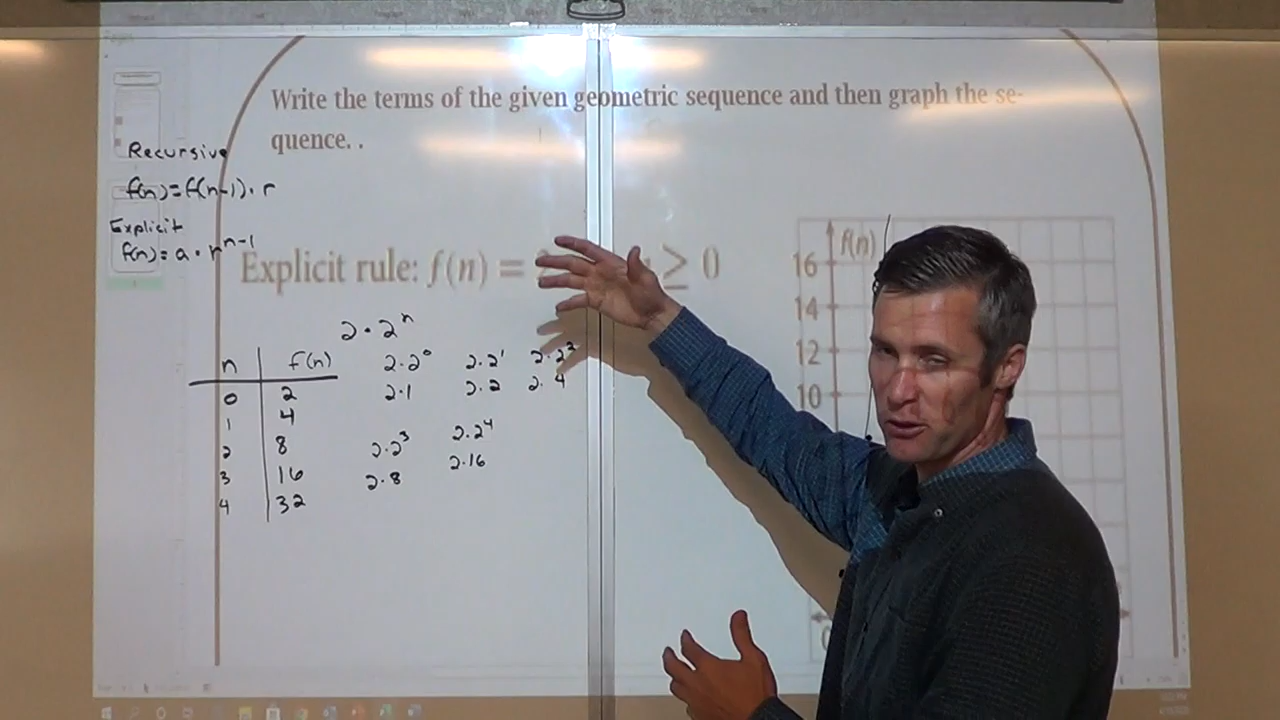 Write the terms of the given geometric sequence and then graph the se-
quence. .
Recursive
f(n)=f(n-1)·r
Explicit
f(n)=a·r^n-1
Explicit rule: f(n) = ≥ 0
2·2^n
n f(n)
0 2
1 4
2 8
3 16
4 32
2·2^0 2·2^1 2·2^2
2·1 2·2 2·4
2·2^3 2·2^4
2·8 2·16
f(n)
16
14
12
10